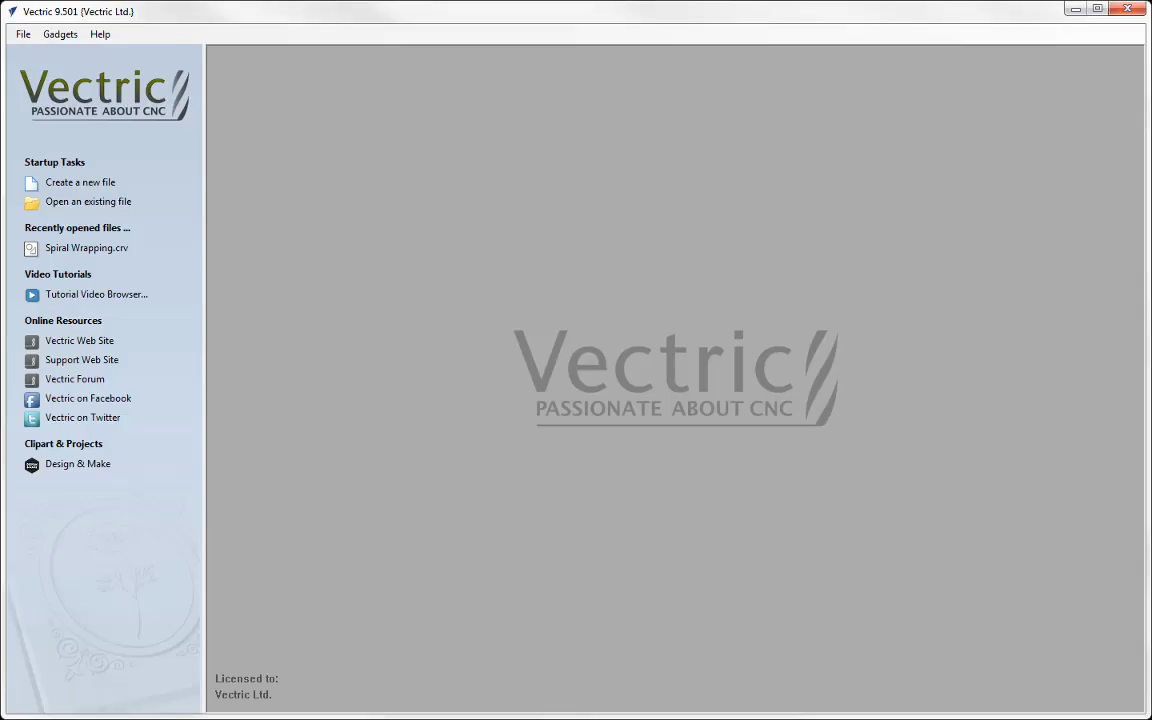 Vectric 9.501 {Vectric Ltd.}
File Gadgets Help
Vectric
PASSIONATE ABOUT CNC
Startup Tasks
Create a new file
Open an existing file
Recently opened files ...
Spiral Wrapping.crv
Video Tutorials
Tutorial Video Browser...
Online Resources
Vectric Web Site
Support Web Site
Vectric Forum
Vectric on Facebook
Vectric on Twitter
Clipart & Projects
Design & Make
Vectric
PASSIONATE ABOUT CNC
Licensed to:
Vectric Ltd.